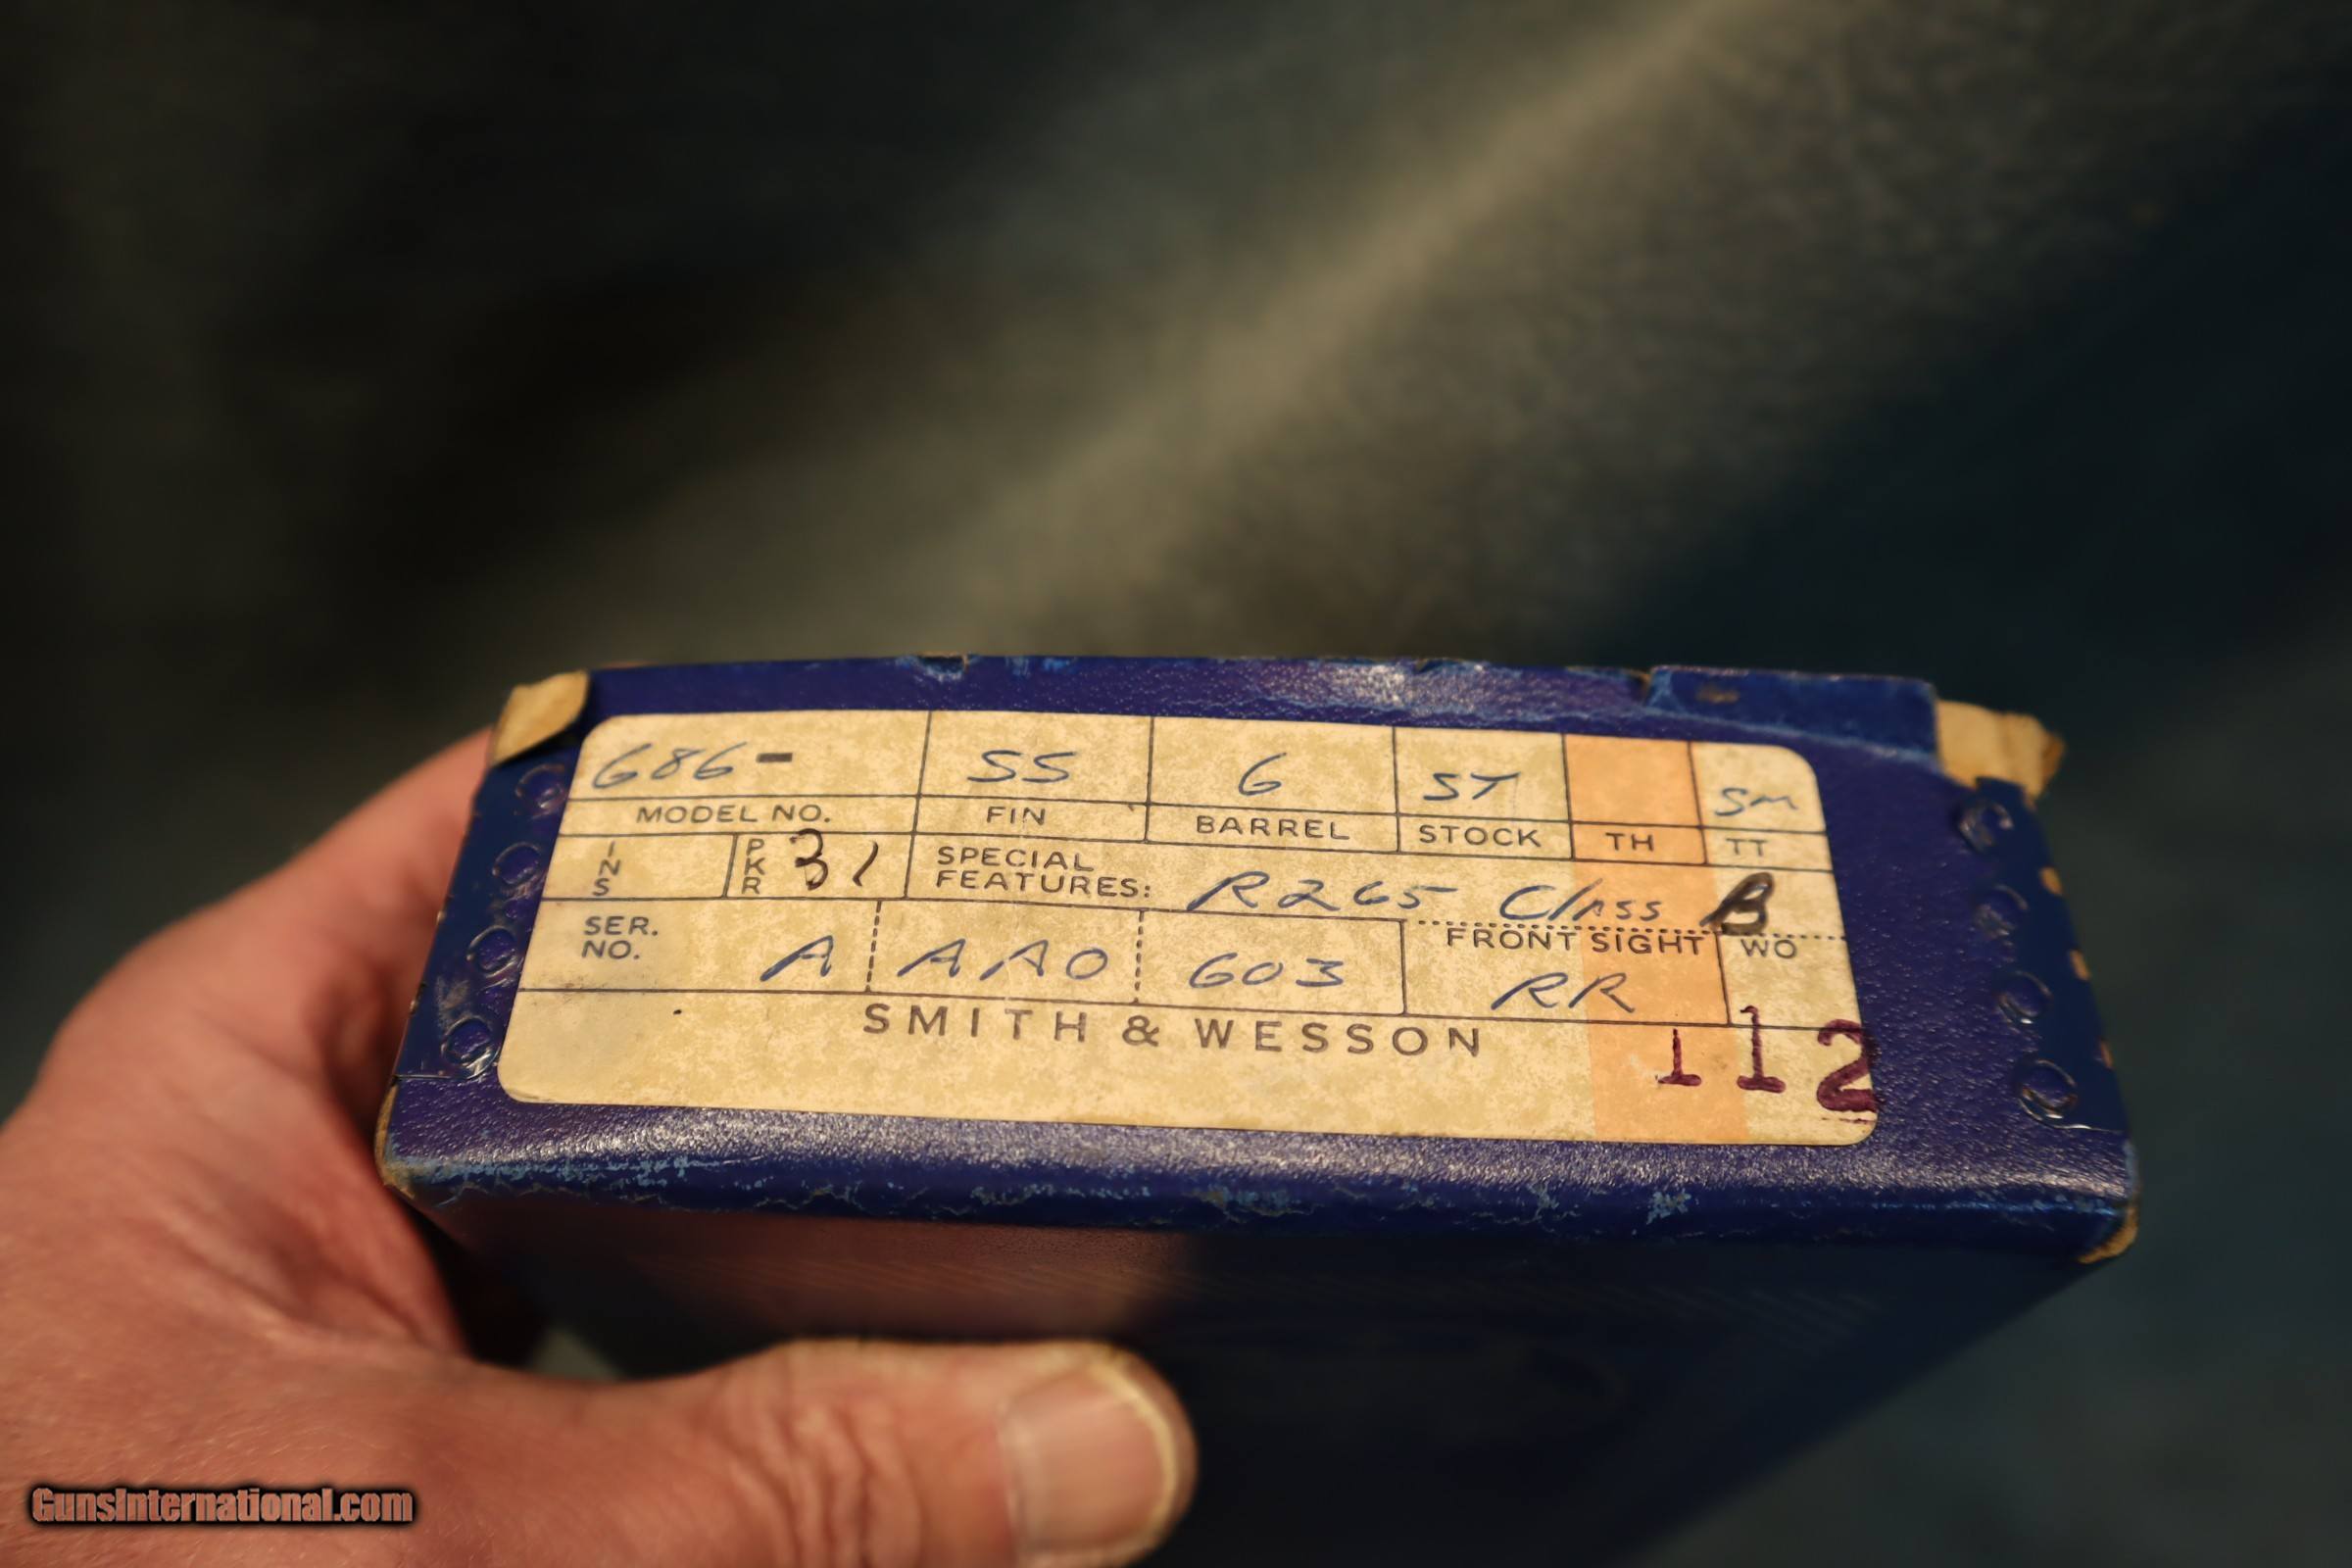 686- SS 6 ST SM
MODEL NO. FIN BARREL STOCK TH TT
INS PKR 31 SPECIAL FEATURES: R265 Class B
SER. NO. A AAO 603 FRONT SIGHT RR WO
SMITH & WESSON 112
GunsInternational.com